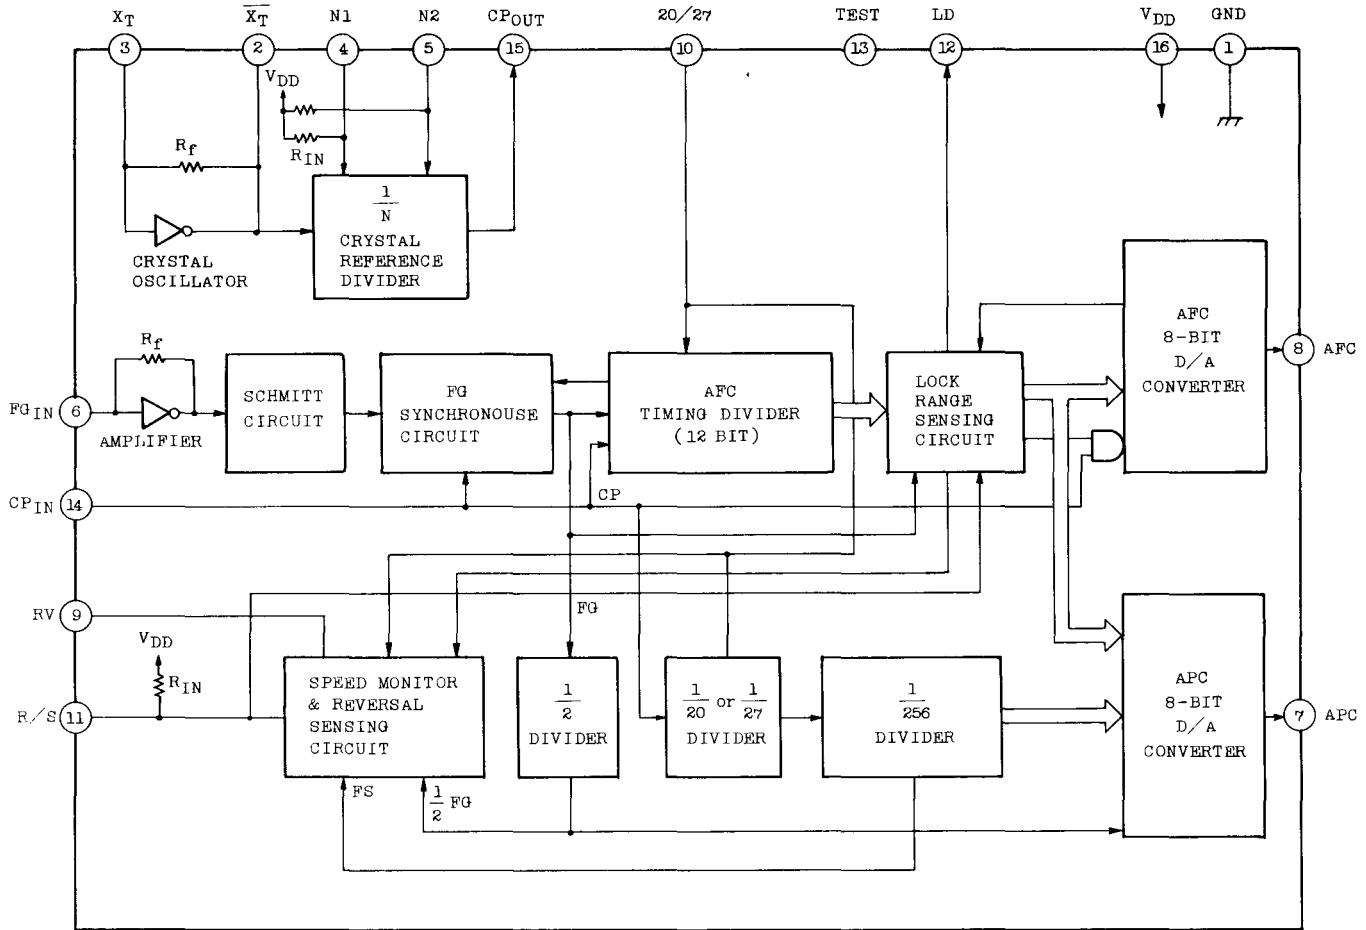 XT X̅T̅ N1 N2 CPOUT 20/27 TEST LD VDD GND
3 2 4 5 15 10 13 12 16 1
VDD
RIN
Rf
1/N
CRYSTAL
REFERENCE
DIVIDER
CRYSTAL
OSCILLATOR
Rf
FGIN 6
AMPLIFIER
SCHMITT
CIRCUIT
FG
SYNCHRONOUSE
CIRCUIT
AFC
TIMING DIVIDER
(12 BIT)
LOCK
RANGE
SENSING
CIRCUIT
AFC
8-BIT
D/A
CONVERTER
8 AFC
CPIN 14
CP
RV 9
FG
VDD
RIN
R/S 11
SPEED MONITOR
& REVERSAL
SENSING
CIRCUIT
1/2
DIVIDER
1/20 or 1/27
DIVIDER
1/256
DIVIDER
APC
8-BIT
D/A
CONVERTER
7 APC
FS
1/2 FG